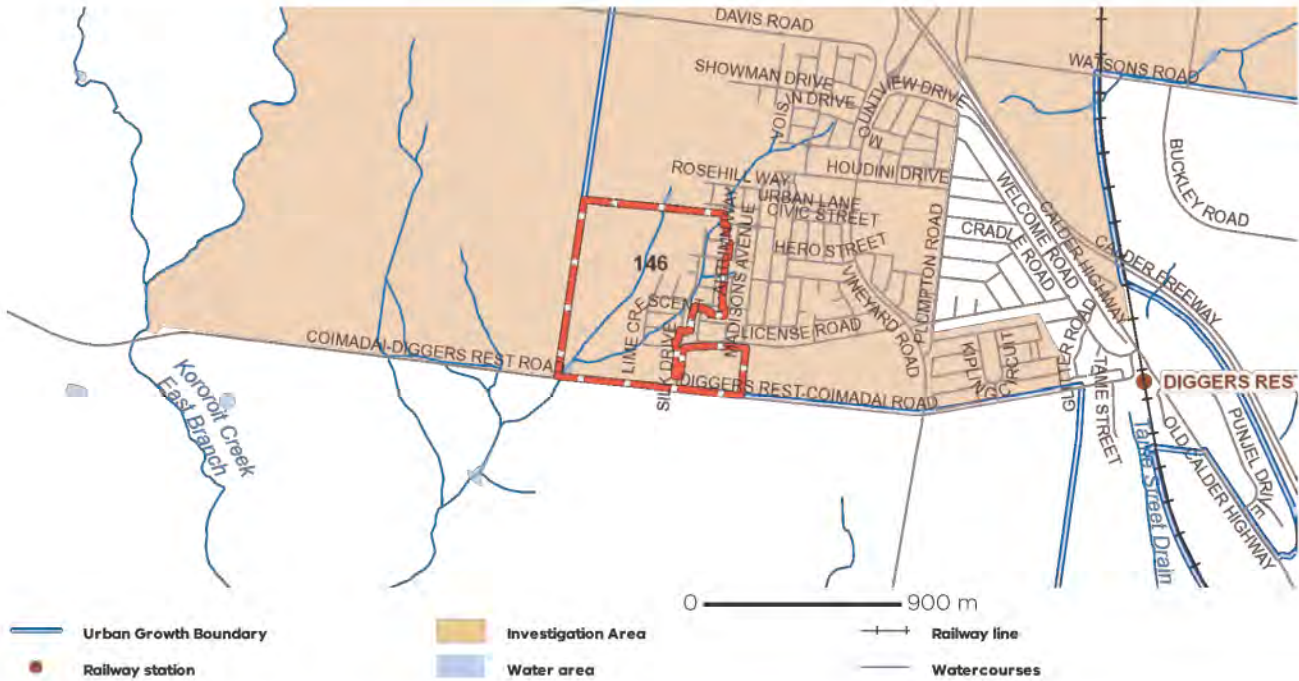 DAVIS ROAD
WATSONS ROAD
SHOWMAN DRIVE
MOUNTVIEW DRIVE
N DRIVE
BUCKLEY ROAD
ROSEHILL WAY
HOUDINI DRIVE
URBAN LANE
CIVIC STREET
WELCOME ROAD
CALDER HIGHWAY
CRADLE ROAD
HERO STREET
MADISONS AVENUE
PLUMPTON ROAD
CALDER FREEWAY
146
VINEYARD ROAD
LIME CRESCENT
LICENSE ROAD
COIMADAI-DIGGERS REST ROA
SILK DRIVE
KIPLING CIRCUIT
TAME STREET
DIGGERS REST-COIMADAI ROAD
DIGGERS RES
Kororoit Creek
East Branch
PUNJEL DRIVE
OLD CALDER HIGHWAY
Tame Street Drain
0 900 m
Urban Growth Boundary
Investigation Area
Railway line
Railway station
Water area
Watercourses